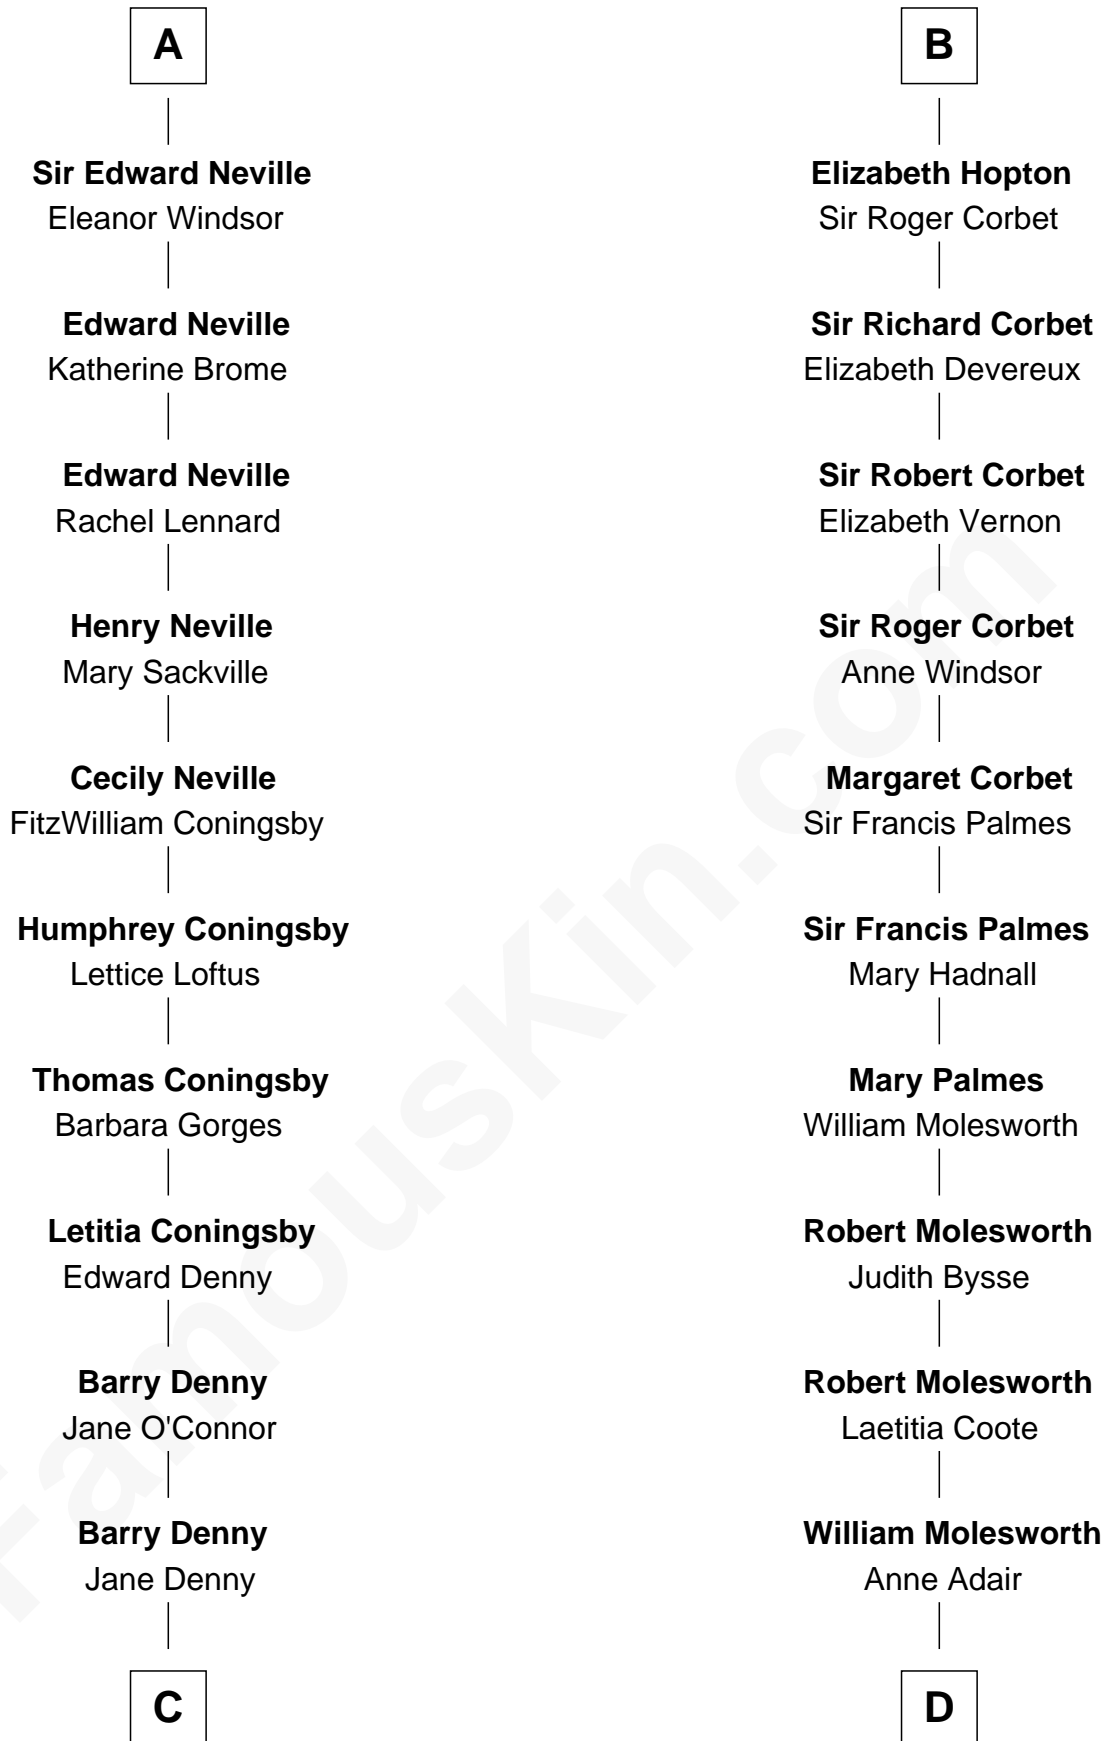 A
Sir Edward Neville
Eleanor Windsor
Edward Neville
Katherine Brome
Edward Neville
Rachel Lennard
Henry Neville
Mary Sackville
Cecily Neville
FitzWilliam Coningsby
Humphrey Coningsby
Lettice Loftus
Thomas Coningsby
Barbara Gorges
Letitia Coningsby
Edward Denny
Barry Denny
Jane O'Connor
Barry Denny
Jane Denny
C
B
Elizabeth Hopton
Sir Roger Corbet
Sir Richard Corbet
Elizabeth Devereux
Sir Robert Corbet
Elizabeth Vernon
Sir Roger Corbet
Anne Windsor
Margaret Corbet
Sir Francis Palmes
Sir Francis Palmes
Mary Hadnall
Mary Palmes
William Molesworth
Robert Molesworth
Judith Bysse
Robert Molesworth
Laetitia Coote
William Molesworth
Anne Adair
D
FamousKin.com